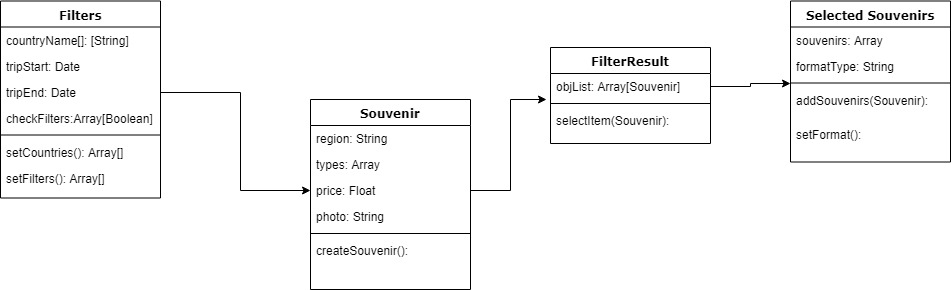 Filters
countryName[]: [String]
tripStart: Date
tripEnd: Date
checkFilters:Array[Boolean]
setCountries(): Array[]
setFilters(): Array[]
Souvenir
region: String
types: Array
price: Float
photo: String
createSouvenir():
FilterResult
objList: Array[Souvenir]
selectItem(Souvenir):
Selected Souvenirs
souvenirs: Array
formatType: String
addSouvenirs(Souvenir):
setFormat():